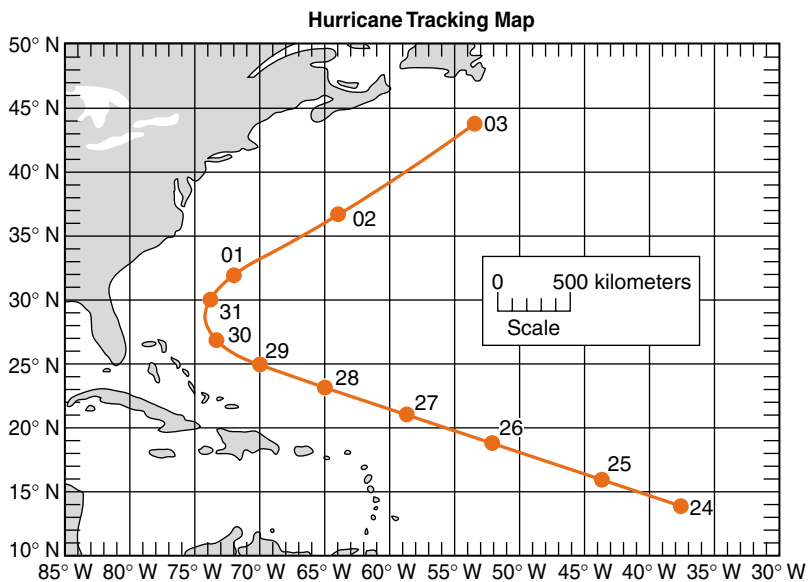 Hurricane Tracking Map
50° N
45° N
03
40° N
02
35° N
01
0 500 kilometers
30° N
31
Scale
30
29
25° N
28
27
20° N
26
25
15° N
24
10° N
85° W 80° W 75° W 70° W 65° W 60° W 55° W 50° W 45° W 40° W 35° W 30° W